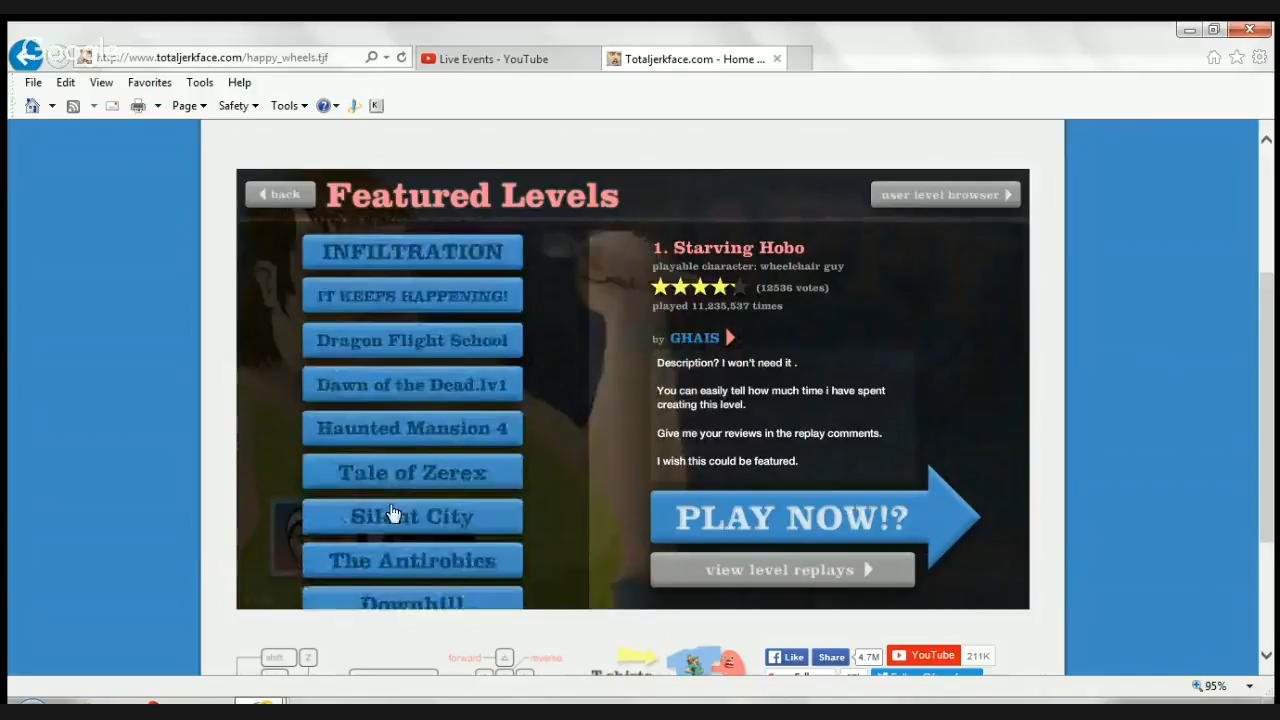 Google
http://www.totaljerkface.com/happy_wheels.tjf
Live Events - YouTube
Totaljerkface.com - Home ...
File Edit View Favorites Tools Help
Page Safety Tools
back
Featured Levels
user level browser
INFILTRATION
IT KEEPS HAPPENING!
Dragon Flight School
Dawn of the Dead.lv1
Haunted Mansion 4
Tale of Zerex
Silent City
The Antirobics
Downhill
1. Starving Hobo
playable character: wheelchair guy
(12536 votes)
played 11,235,537 times
by GHAIS
Description? I won't need it .
You can easily tell how much time i have spent
creating this level.
Give me your reviews in the replay comments.
I wish this could be featured.
PLAY NOW!?
view level replays
shift Z
forward reverse
T-shirts
Like Share 4.7M
YouTube 211K
95%